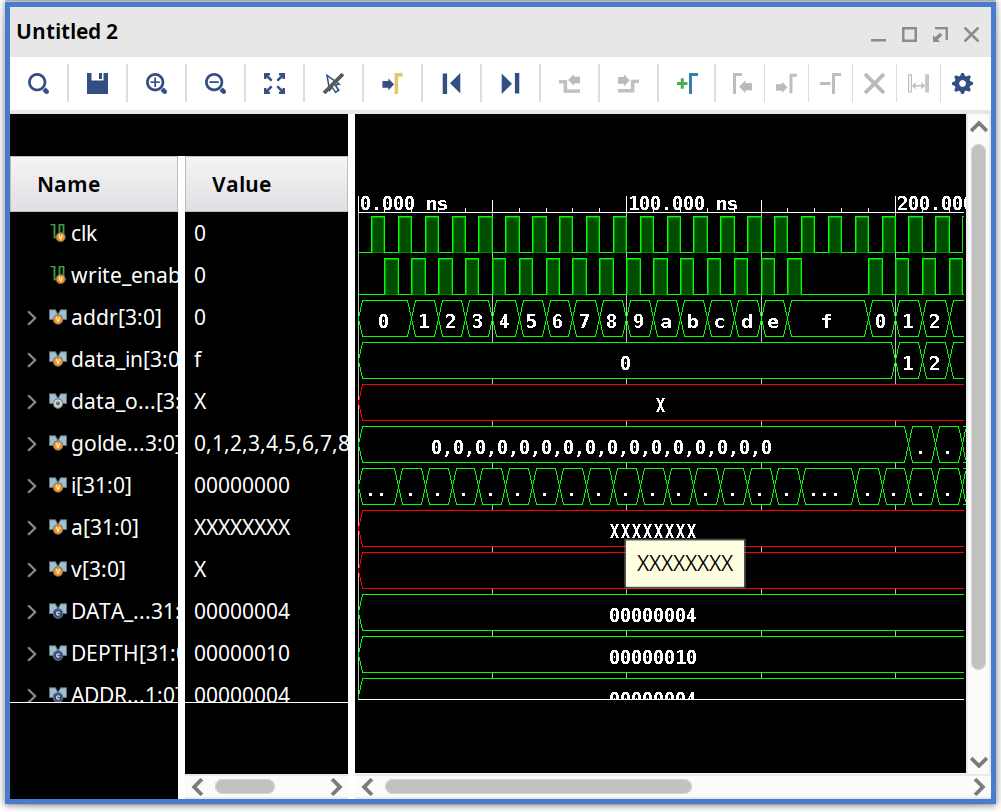 Untitled 2
Name Value
0.000 ns 100.000 ns 200.000
clk 0
write_enab 0
addr[3:0] 0 0 1 2 3 4 5 6 7 8 9 a b c d e f 0 1 2
data_in[3:0 f 0 1 2
data_o...[3: X X
golde...3:0] 0,1,2,3,4,5,6,7,8 0,0,0,0,0,0,0,0,0,0,0,0,0,0,0,0 . .
i[31:0] 00000000 .. . . . . . . . . . . . . . . ... . . . .
a[31:0] XXXXXXXX XXXXXXXX
v[3:0] X XXXXXXXX
DATA_...31: 00000004 00000004
DEPTH[31:0 00000010 00000010
ADDR...1:0] 00000004 00000004